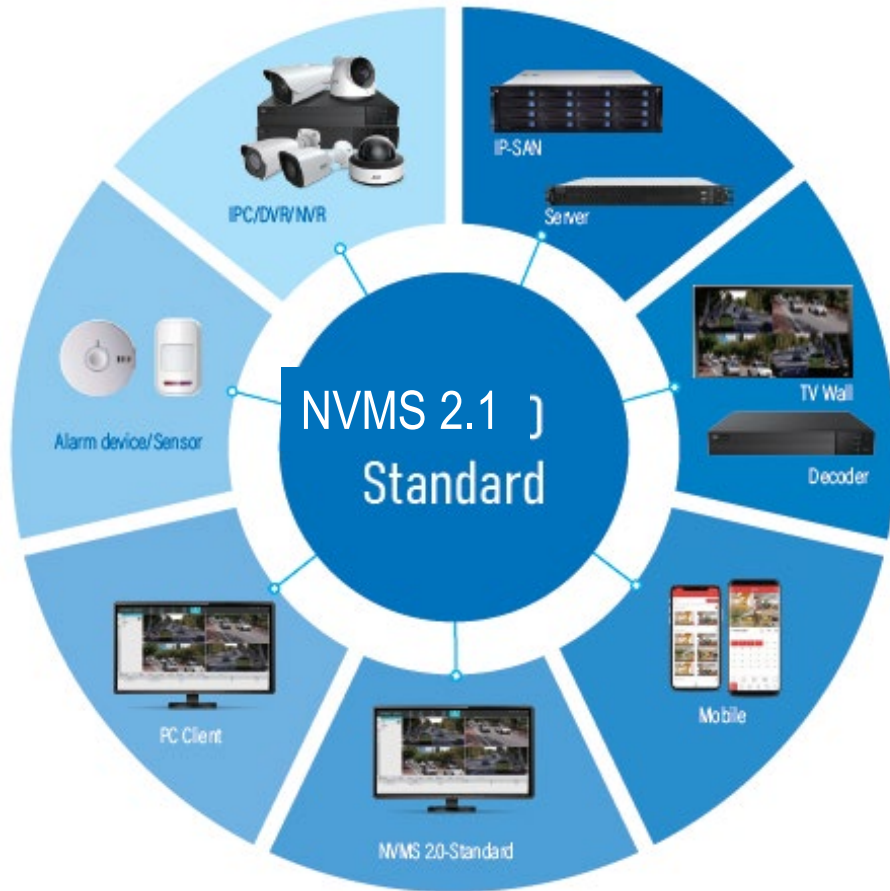 IPC/DVR/NVR
IP-SAN
Server
TV Wall
Decoder
Mobile
NVMS 2.0-Standard
PC Client
Alarm device/Sensor
NVMS 2.1
Standard